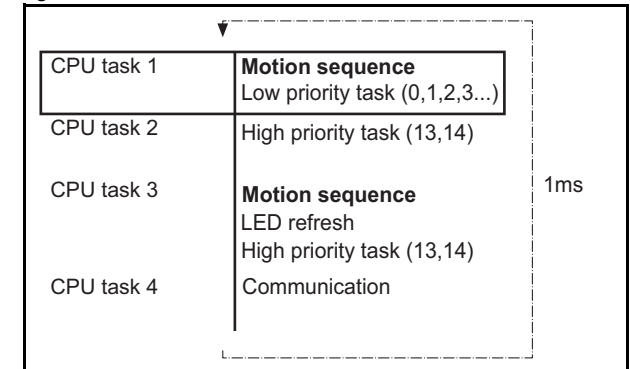 CPU task 1 Motion sequence
Low priority task (0,1,2,3...)
CPU task 2 High priority task (13,14)
CPU task 3 Motion sequence
1ms
LED refresh
High priority task (13,14)
CPU task 4 Communication